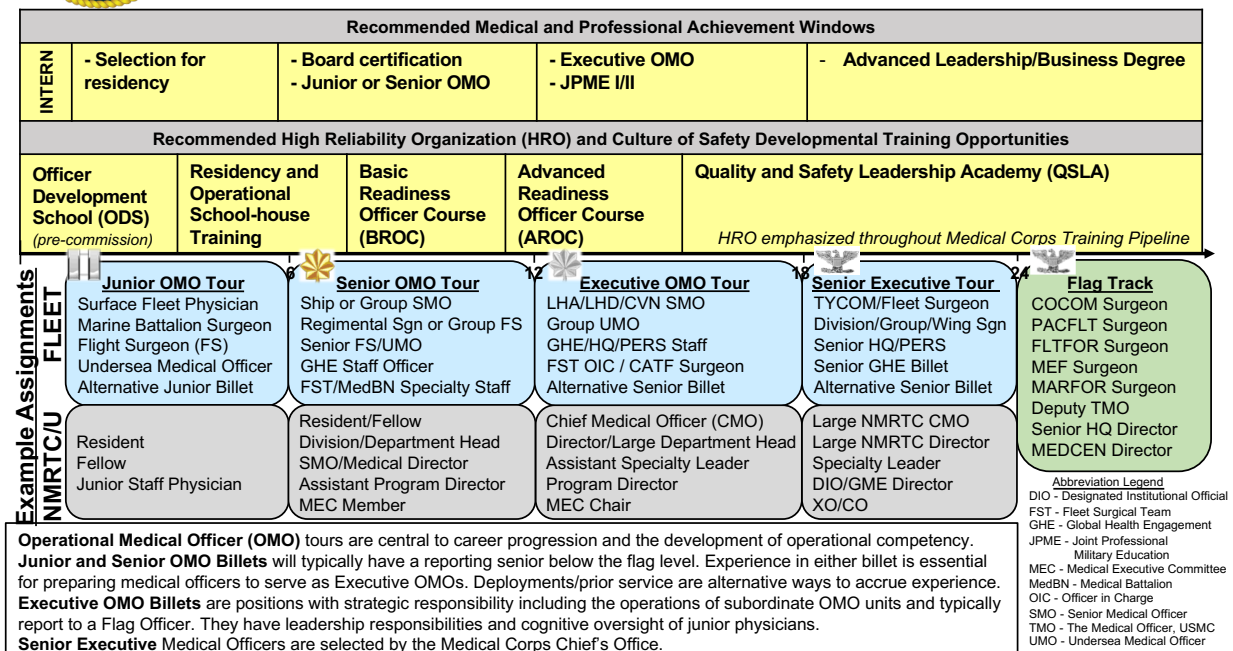 Recommended Medical and Professional Achievement Windows
INTERN
- Selection for
residency
- Board certification
- Junior or Senior OMO
- Executive OMO
- JPME I/II
- Advanced Leadership/Business Degree
Recommended High Reliability Organization (HRO) and Culture of Safety Developmental Training Opportunities
Officer
Development
School (ODS)
(pre-commission)
Residency and
Operational
School-house
Training
Basic
Readiness
Officer Course
(BROC)
Advanced
Readiness
Officer Course
(AROC)
Quality and Safety Leadership Academy (QSLA)
HRO emphasized throughout Medical Corps Training Pipeline
6
12
18
24
Example Assignments
FLEET
Junior OMO Tour
Surface Fleet Physician
Marine Battalion Surgeon
Flight Surgeon (FS)
Undersea Medical Officer
Alternative Junior Billet
Senior OMO Tour
Ship or Group SMO
Regimental Sgn or Group FS
Senior FS/UMO
GHE Staff Officer
FST/MedBN Specialty Staff
Executive OMO Tour
LHA/LHD/CVN SMO
Group UMO
GHE/HQ/PERS Staff
FST OIC / CATF Surgeon
Alternative Senior Billet
Senior Executive Tour
TYCOM/Fleet Surgeon
Division/Group/Wing Sgn
Senior HQ/PERS
Senior GHE Billet
Alternative Senior Billet
Flag Track
COCOM Surgeon
PACFLT Surgeon
FLTFOR Surgeon
MEF Surgeon
MARFOR Surgeon
Deputy TMO
Senior HQ Director
MEDCEN Director
NMRTC/U
Resident
Fellow
Junior Staff Physician
Resident/Fellow
Division/Department Head
SMO/Medical Director
Assistant Program Director
MEC Member
Chief Medical Officer (CMO)
Director/Large Department Head
Assistant Specialty Leader
Program Director
MEC Chair
Large NMRTC CMO
Large NMRTC Director
Specialty Leader
DIO/GME Director
XO/CO
Abbreviation Legend
DIO - Designated Institutional Official
FST - Fleet Surgical Team
GHE - Global Health Engagement
JPME - Joint Professional
Military Education
MEC - Medical Executive Committee
MedBN - Medical Battalion
OIC - Officer in Charge
SMO - Senior Medical Officer
TMO - The Medical Officer, USMC
UMO - Undersea Medical Officer
Operational Medical Officer (OMO) tours are central to career progression and the development of operational competency.
Junior and Senior OMO Billets will typically have a reporting senior below the flag level. Experience in either billet is essential
for preparing medical officers to serve as Executive OMOs. Deployments/prior service are alternative ways to accrue experience.
Executive OMO Billets are positions with strategic responsibility including the operations of subordinate OMO units and typically
report to a Flag Officer. They have leadership responsibilities and cognitive oversight of junior physicians.
Senior Executive Medical Officers are selected by the Medical Corps Chief's Office.